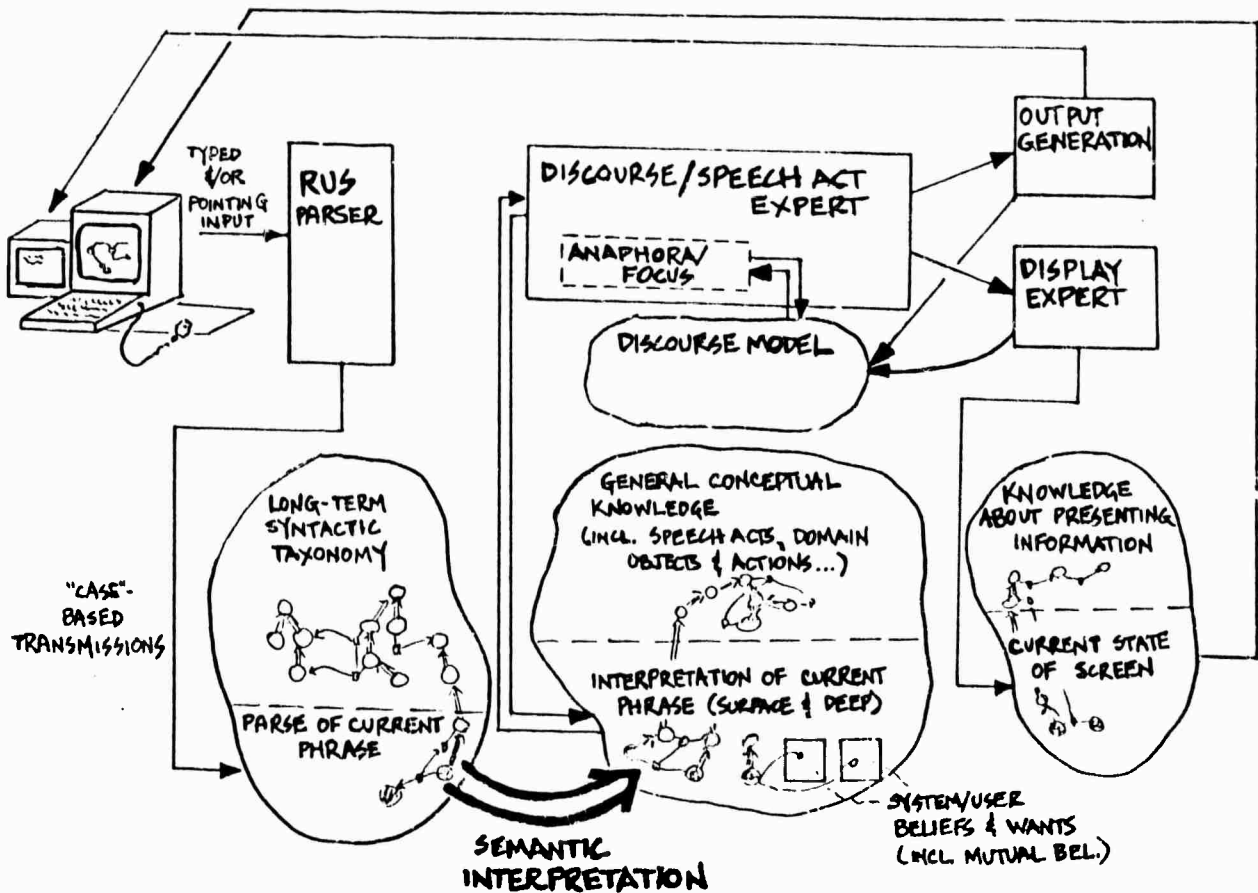 TYPED
&/OR
POINTING
INPUT
RUS
PARSER
DISCOURSE/SPEECH ACT
EXPERT
ANAPHORA/
FOCUS
DISCOURSE MODEL
OUTPUT
GENERATION
DISPLAY
EXPERT
"CASE"-
BASED
TRANSMISSIONS
LONG-TERM
SYNTACTIC
TAXONOMY
PARSE OF CURRENT
PHRASE
SEMANTIC
INTERPRETATION
GENERAL CONCEPTUAL
KNOWLEDGE
(INCL. SPEECH ACTS, DOMAIN
OBJECTS & ACTIONS...)
INTERPRETATION OF CURRENT
PHRASE (SURFACE & DEEP)
SYSTEM/USER
BELIEFS & WANTS
(INCL. MUTUAL BEL.)
KNOWLEDGE
ABOUT PRESENTING
INFORMATION
CURRENT STATE
OF SCREEN